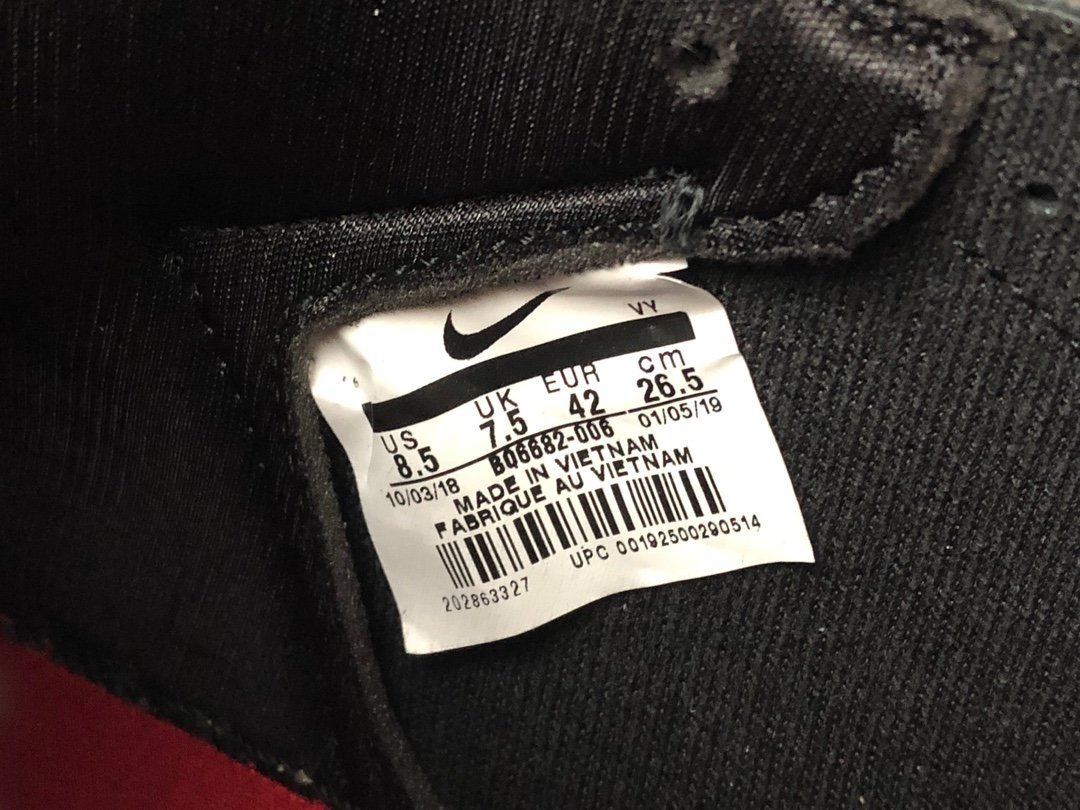 VY
US UK EUR cm
8.5 7.5 42 26.5
10/03/18 BQ6682-006 01/05/19
MADE IN VIETNAM
FABRIQUE AU VIETNAM
202863327 UPC 00192500290514